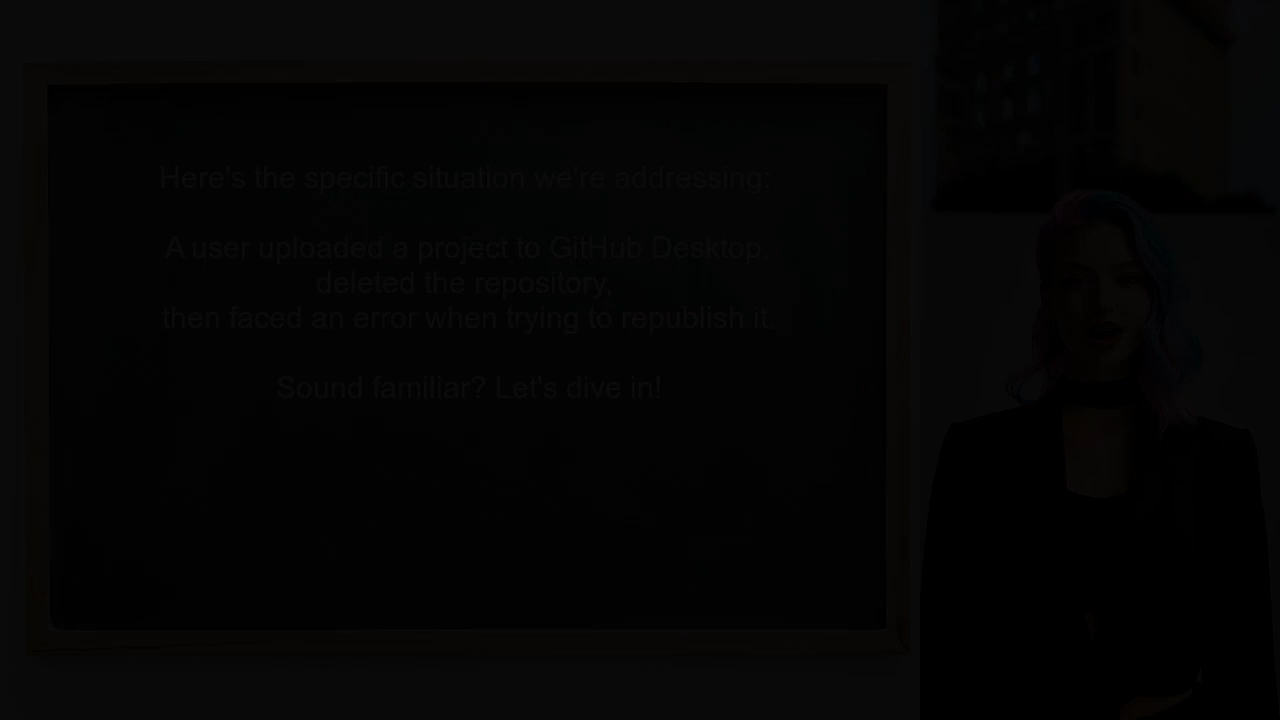 Here's the specific situation we're addressing:
A user uploaded a project to GitHub Desktop,
deleted the repository,
then faced an error when trying to republish it.
Sound familiar? Let's dive in!